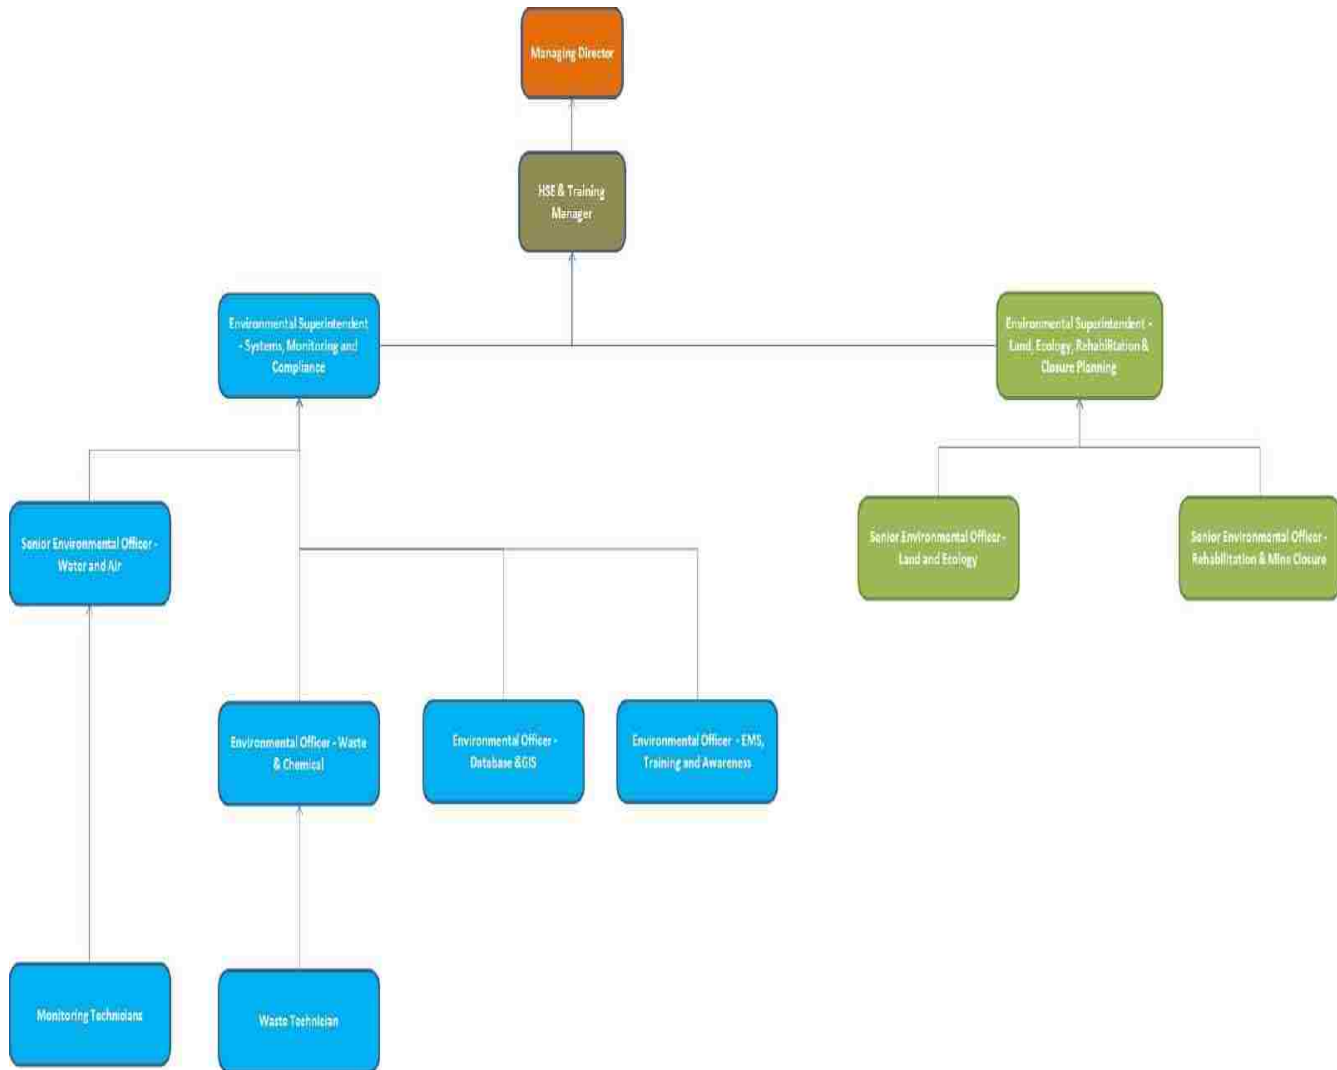 Managing Director
HSE & Training
Manager
Environmental Superintendent
- Systems, Monitoring and
Compliance
Environmental Superintendent -
Land, Ecology, Rehabilitation &
Closure Planning
Senior Environmental Officer -
Water and Air
Senior Environmental Officer -
Land and Ecology
Senior Environmental Officer -
Rehabilitation & Mine Closure
Environmental Officer - Waste
& Chemical
Environmental Officer -
Database &GIS
Environmental Officer - EMS,
Training and Awareness
Monitoring Technicians
Waste Technician